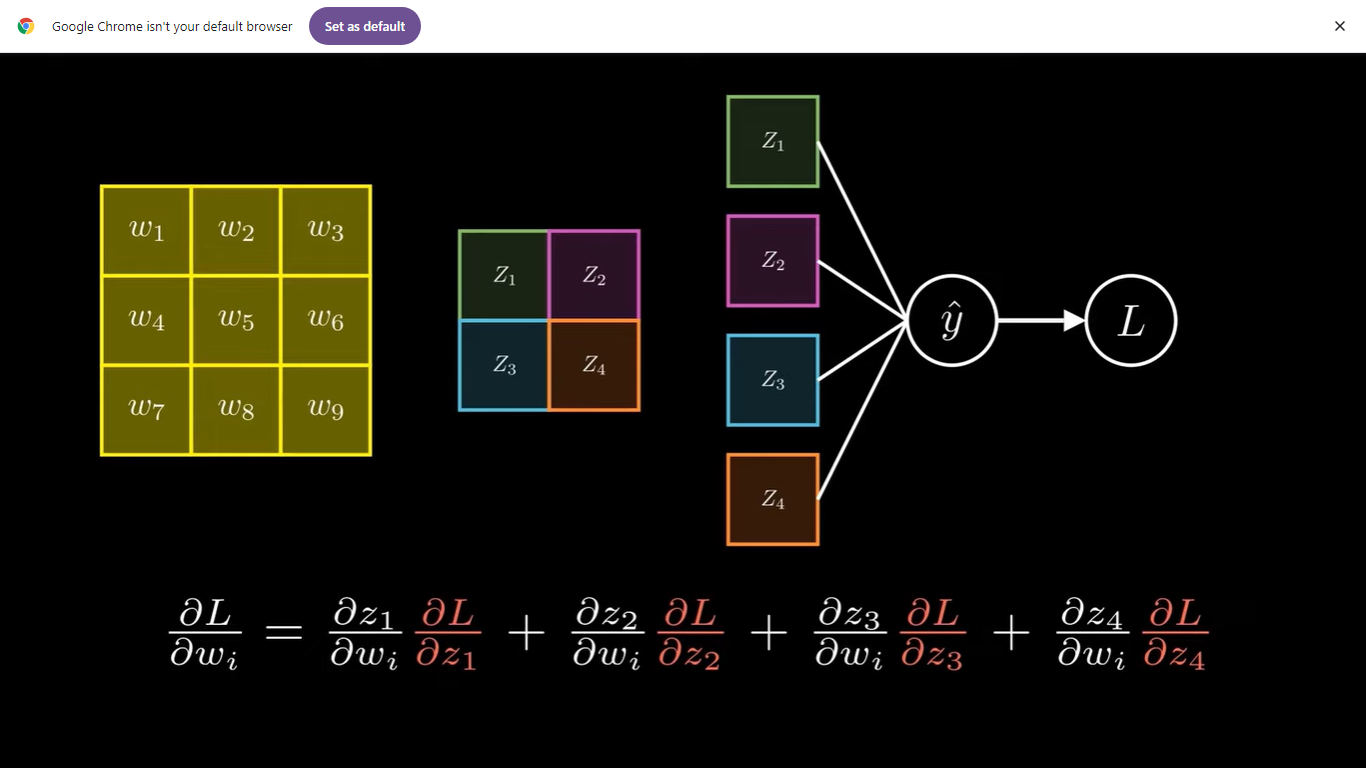 Google Chrome isn't your default browser Set as default
w₁ w₂ w₃
w₄ w₅ w₆
w₇ w₈ w₉
z₁ z₂
z₃ z₄
z₁
z₂
z₃
z₄
ŷ L
∂L/∂wᵢ = ∂z₁/∂wᵢ ∂L/∂z₁ + ∂z₂/∂wᵢ ∂L/∂z₂ + ∂z₃/∂wᵢ ∂L/∂z₃ + ∂z₄/∂wᵢ ∂L/∂z₄